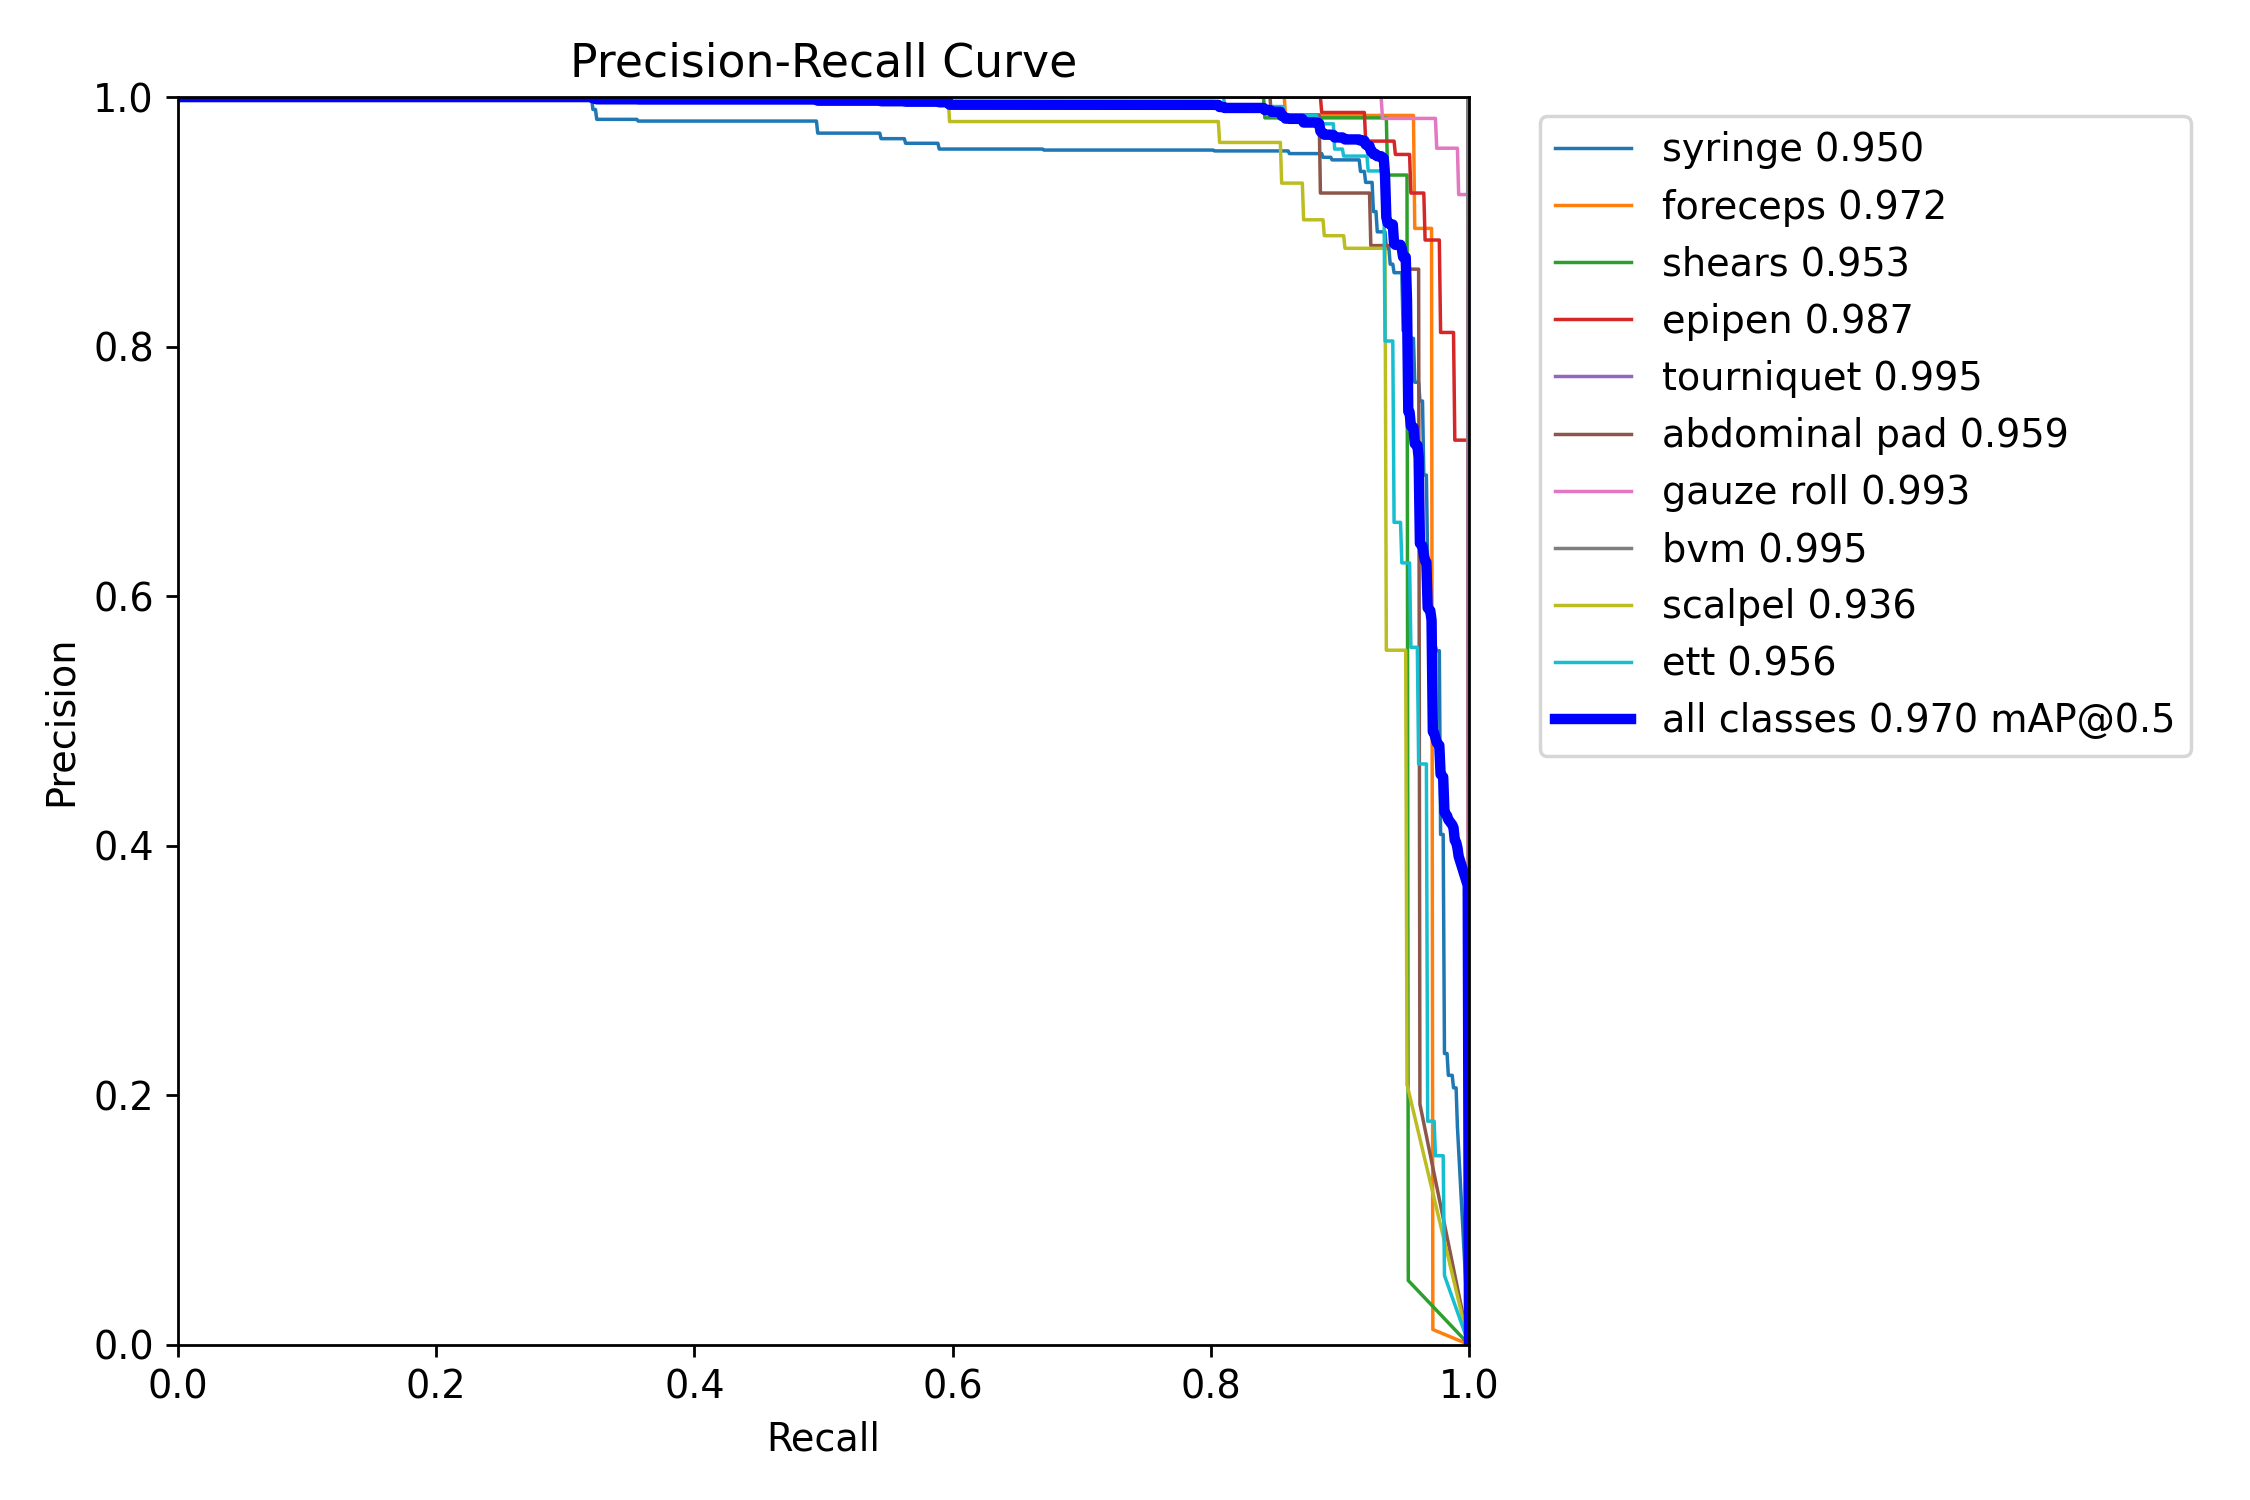 Precision-Recall Curve
1.0
0.8
0.6
0.4
0.2
0.0
Precision
0.0 0.2 0.4 0.6 0.8 1.0
Recall
syringe 0.950
foreceps 0.972
shears 0.953
epipen 0.987
tourniquet 0.995
abdominal pad 0.959
gauze roll 0.993
bvm 0.995
scalpel 0.936
ett 0.956
all classes 0.970 mAP@0.5